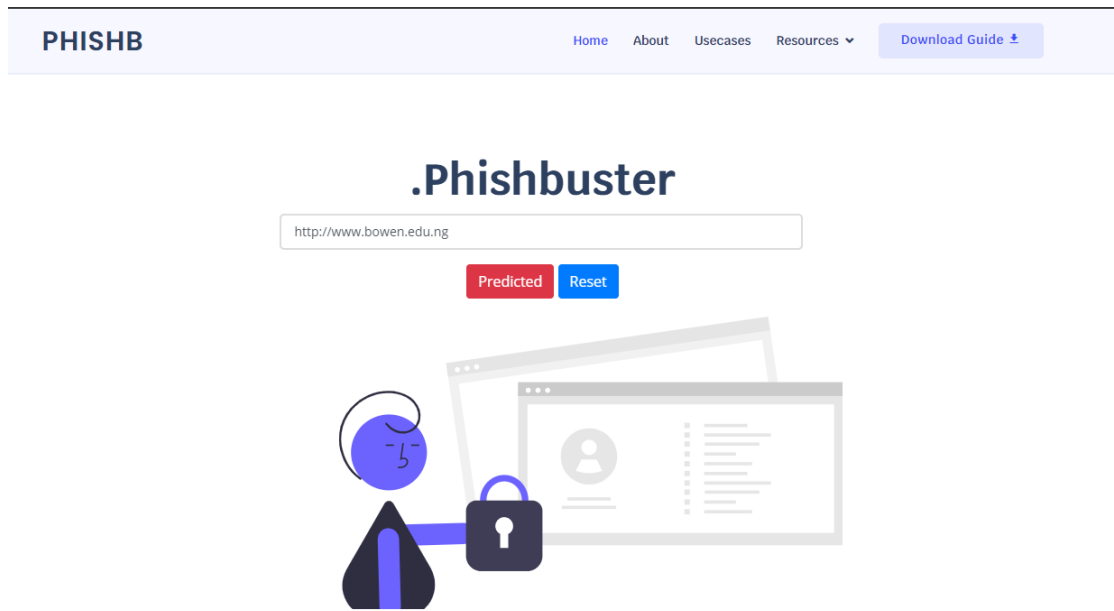 PHISHB
Home About Usecases Resources Download Guide
.Phishbuster
http://www.bowen.edu.ng
Predicted Reset